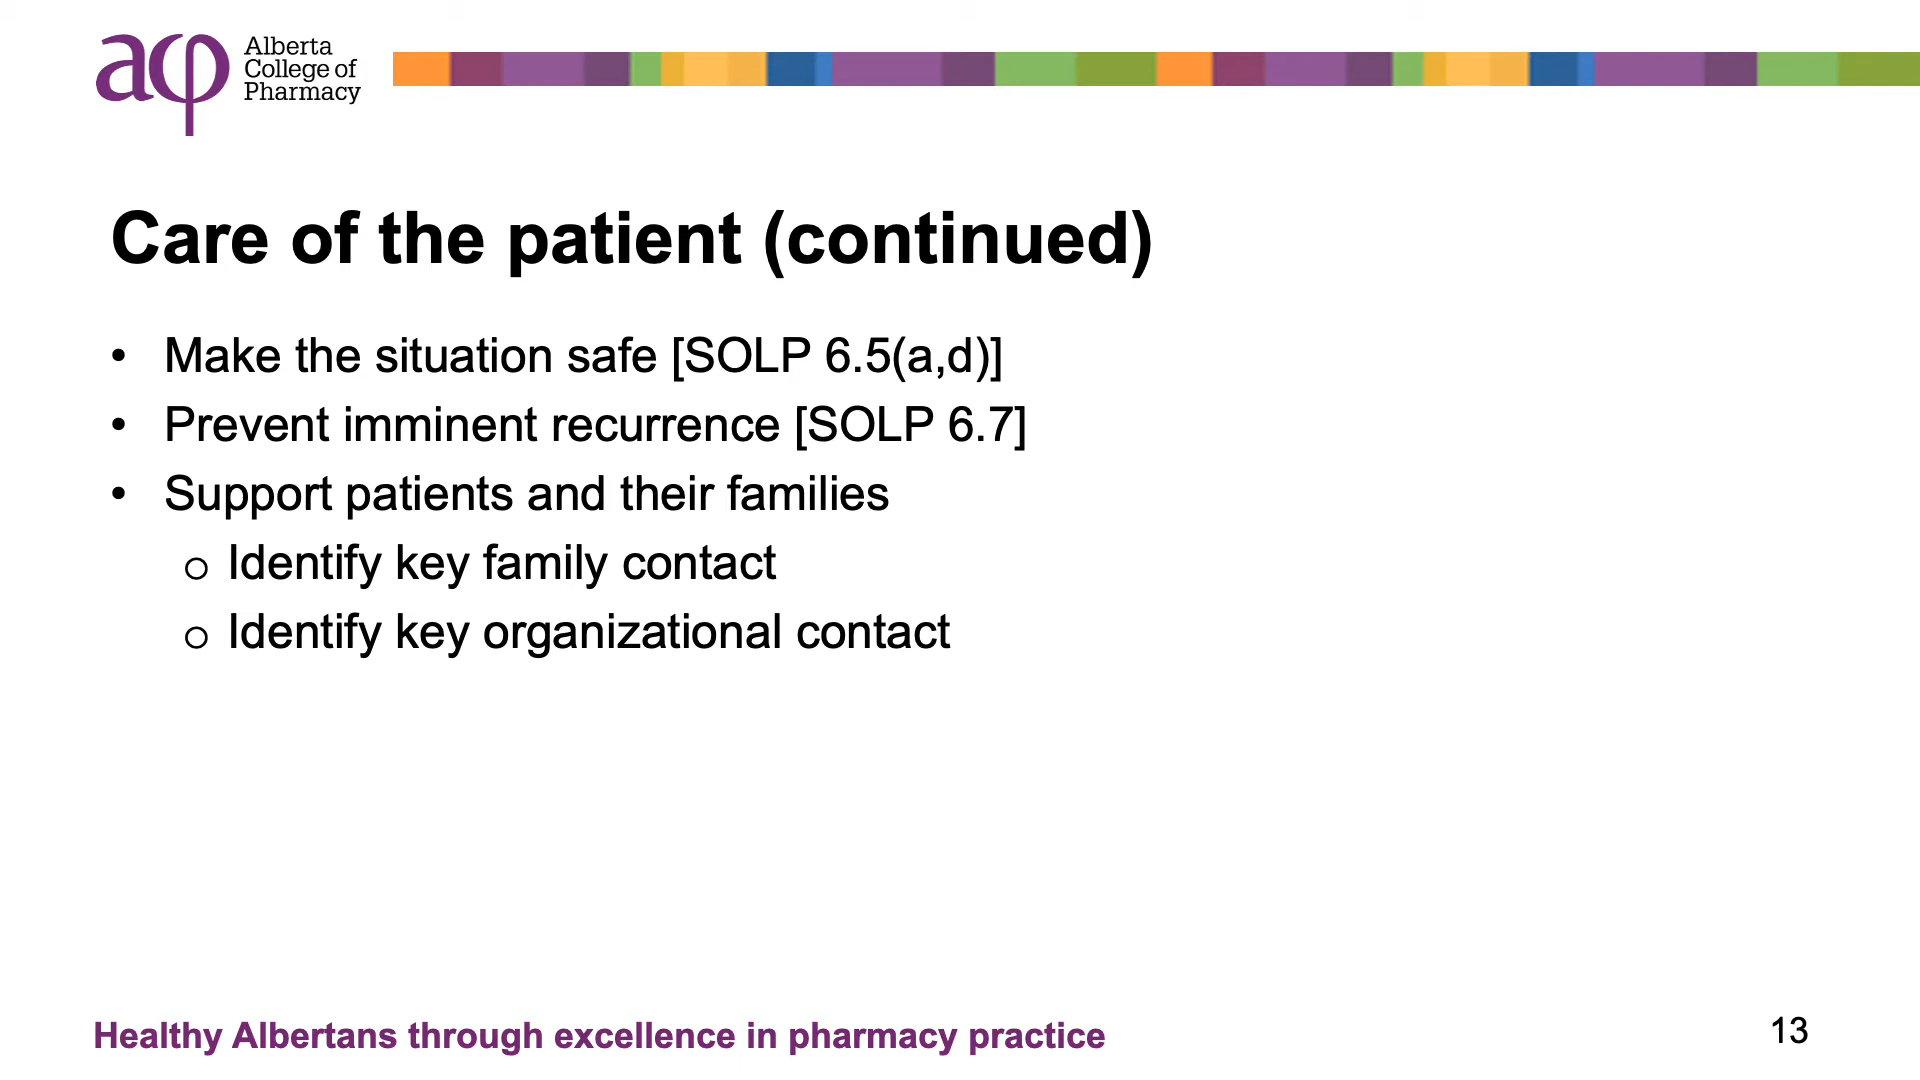 acp
Alberta
College of
Pharmacy
Care of the patient (continued)
• Make the situation safe [SOLP 6.5(a,d)]
• Prevent imminent recurrence [SOLP 6.7]
• Support patients and their families
o Identify key family contact
o Identify key organizational contact
Healthy Albertans through excellence in pharmacy practice
13